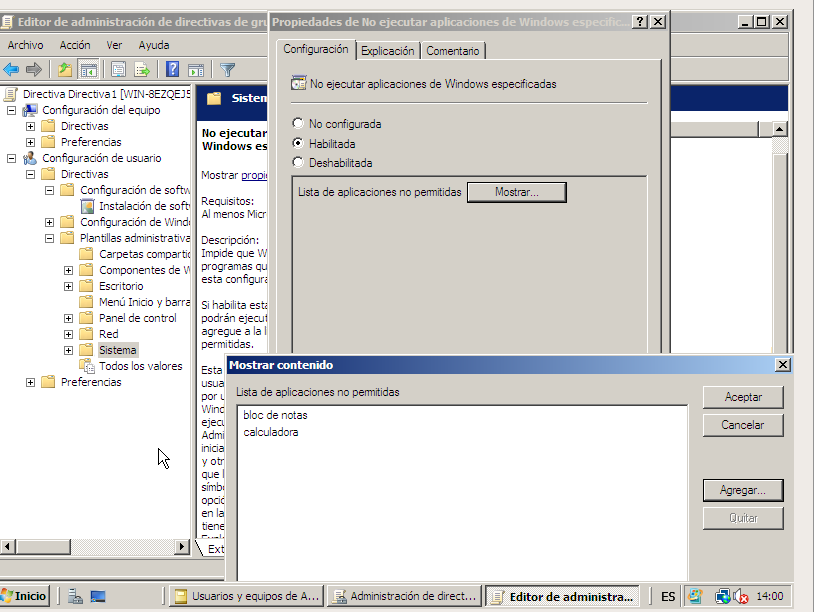 Editor de administración de directivas de gru
Archivo Acción Ver Ayuda
Directiva Directiva1 [WIN-8EZQEJ5
Configuración del equipo
Directivas
Preferencias
Configuración de usuario
Directivas
Configuración de softw
Instalación de soft
Configuración de Windo
Plantillas administrativa
Carpetas compartic
Componentes de W
Escritorio
Menú Inicio y barra
Panel de control
Red
Sistema
Todos los valores
Preferencias
Sistem
No ejecutar
Windows es
Mostrar propie
Requisitos:
Al menos Micr
Descripción:
Impide que W
programas qu
esta configura
Si habilita esta
podrán ejecut
agregue a la l
permitidas.
Esta
usua
por u
Wind
ejecu
Admi
inicia
y otr
que l
símbo
opció
en la
tiene
Ext
Propiedades de No ejecutar aplicaciones de Windows especific...
Configuración Explicación Comentario
No ejecutar aplicaciones de Windows especificadas
No configurada
Habilitada
Deshabilitada
Lista de aplicaciones no permitidas Mostrar...
Mostrar contenido
Lista de aplicaciones no permitidas
bloc de notas
calculadora
Aceptar
Cancelar
Agregar...
Quitar
Inicio Usuarios y equipos de A... Administración de direct... Editor de administra... ES 14:00